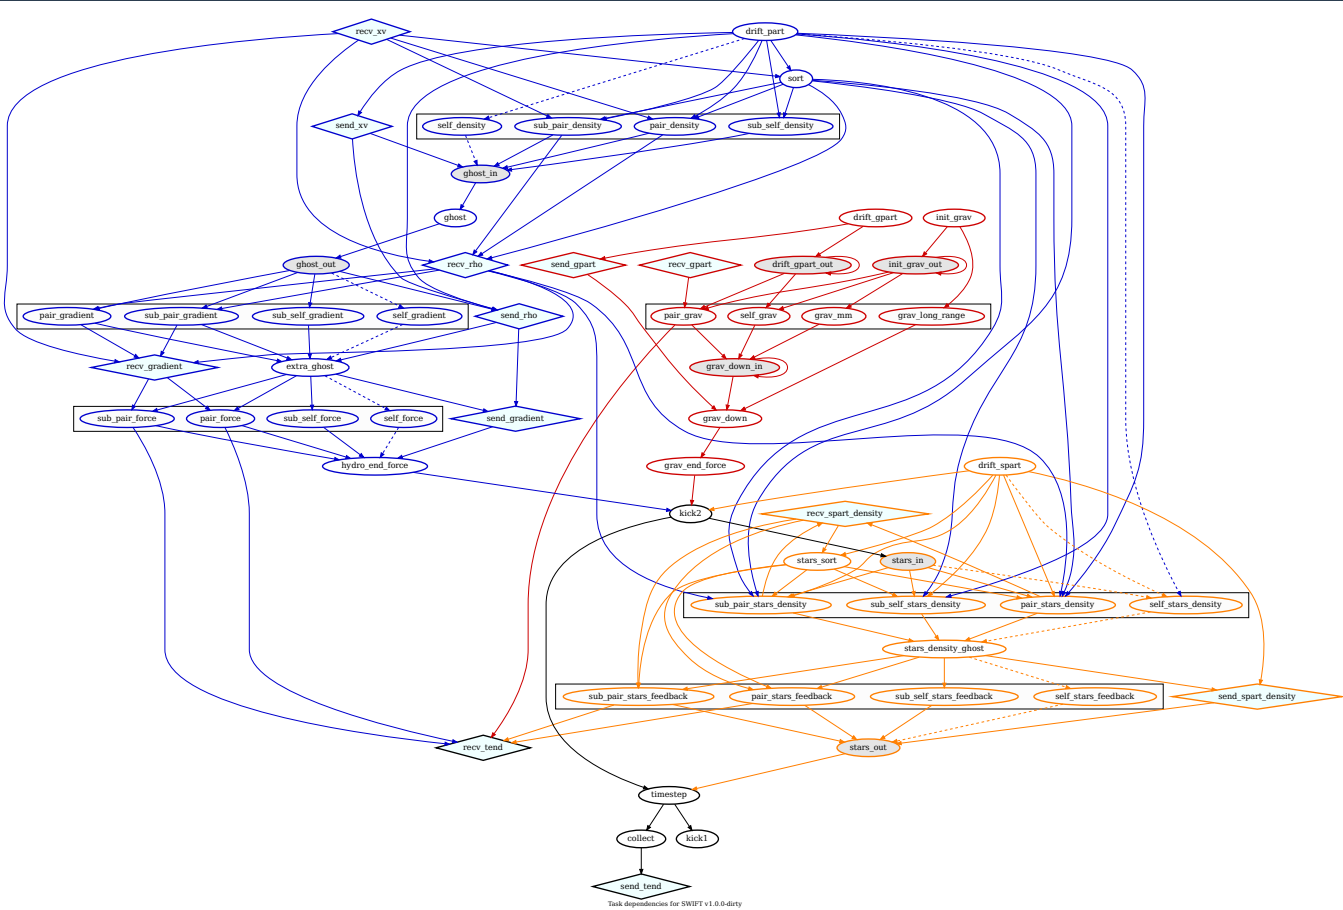 recv_xv
drift_part
sort
send_xv
self_density
sub_pair_density
pair_density
sub_self_density
ghost_in
ghost
drift_gpart
init_grav
ghost_out
recv_rho
send_gpart
recv_gpart
drift_gpart_out
init_grav_out
pair_gradient
sub_pair_gradient
sub_self_gradient
self_gradient
send_rho
pair_grav
self_grav
grav_mm
grav_long_range
recv_gradient
extra_ghost
grav_down_in
sub_pair_force
pair_force
sub_self_force
self_force
send_gradient
grav_down
hydro_end_force
grav_end_force
drift_spart
kick2
recv_spart_density
stars_sort
stars_in
sub_pair_stars_density
sub_self_stars_density
pair_stars_density
self_stars_density
stars_density_ghost
sub_pair_stars_feedback
pair_stars_feedback
sub_self_stars_feedback
self_stars_feedback
send_spart_density
recv_tend
stars_out
timestep
collect
kick1
send_tend
Task dependencies for SWIFT v1.0.0-dirty